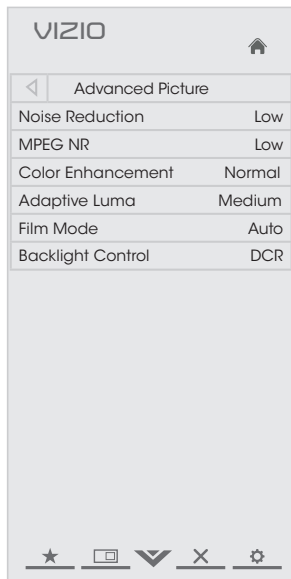 VIZIO
Advanced Picture
Noise Reduction Low
MPEG NR Low
Color Enhancement Normal
Adaptive Luma Medium
Film Mode Auto
Backlight Control DCR